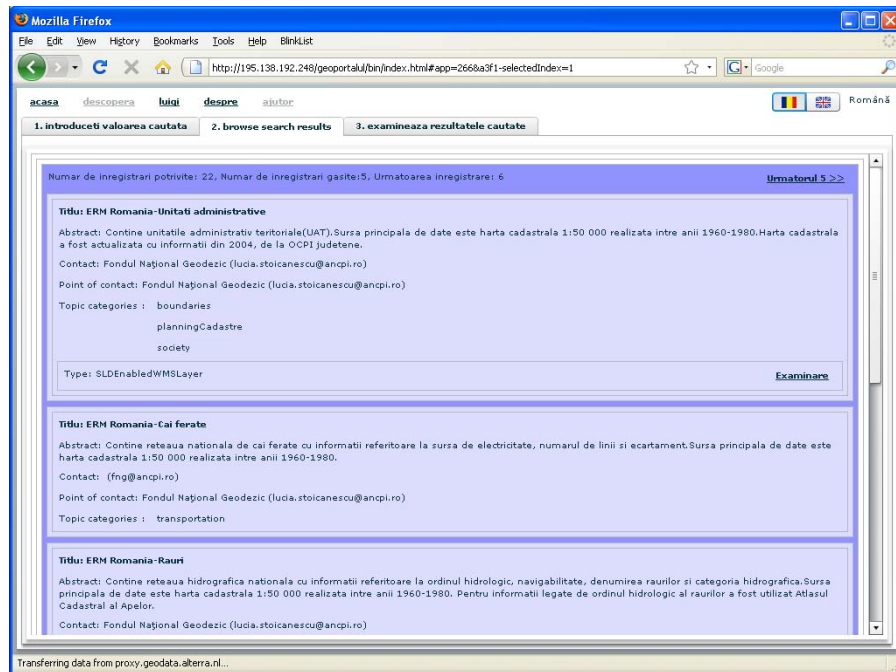 Mozilla Firefox
File Edit View History Bookmarks Tools Help BlinkList
http://195.138.192.248/geoportalul/bin/index.html#app=266&a3f1-selectedIndex=1
G Google
acasa descopera luigi despre ajutor Română
1. introduceti valoarea cautata 2. browse search results 3. examineaza rezultatele cautate
Numar de inregistrari potrivite: 22, Numar de inregistrari gasite:5, Urmatoarea inregistrare: 6 Urmatorul 5 >>
Titlu: ERM Romania-Unitati administrative
Abstract: Contine unitatile administrativ teritoriale(UAT).Sursa principala de date este harta cadastrala 1:50 000 realizata intre anii 1960-1980.Harta cadastrala
a fost actualizata cu informatii din 2004, de la OCPI judetene.
Contact: Fondul Naţional Geodezic (lucia.stoicanescu@ancpi.ro)
Point of contact: Fondul Naţional Geodezic (lucia.stoicanescu@ancpi.ro)
Topic categories : boundaries
planningCadastre
society
Type: SLDEnabledWMSLayer Examinare
Titlu: ERM Romania-Cai ferate
Abstract: Contine reteaua nationala de cai ferate cu informatii referitoare la sursa de electricitate, numarul de linii si ecartament.Sursa principala de date este
harta cadastrala 1:50 000 realizata intre anii 1960-1980.
Contact: (fng@ancpi.ro)
Point of contact: Fondul Naţional Geodezic (lucia.stoicanescu@ancpi.ro)
Topic categories : transportation
Titlu: ERM Romania-Rauri
Abstract: Contine reteaua hidrografica nationala cu informatii referitoare la ordinul hidrologic, navigabilitate, denumirea raurilor si categoria hidrografica.Sursa
principala de date este harta cadastrala 1:50 000 realizata intre anii 1960-1980. Pentru informatii legate de ordinul hidrologic al raurilor a fost utilizat Atlasul
Cadastral al Apelor.
Contact: Fondul Naţional Geodezic (lucia.stoicanescu@ancpi.ro)
Transferring data from proxy.geodata.alterra.nl...